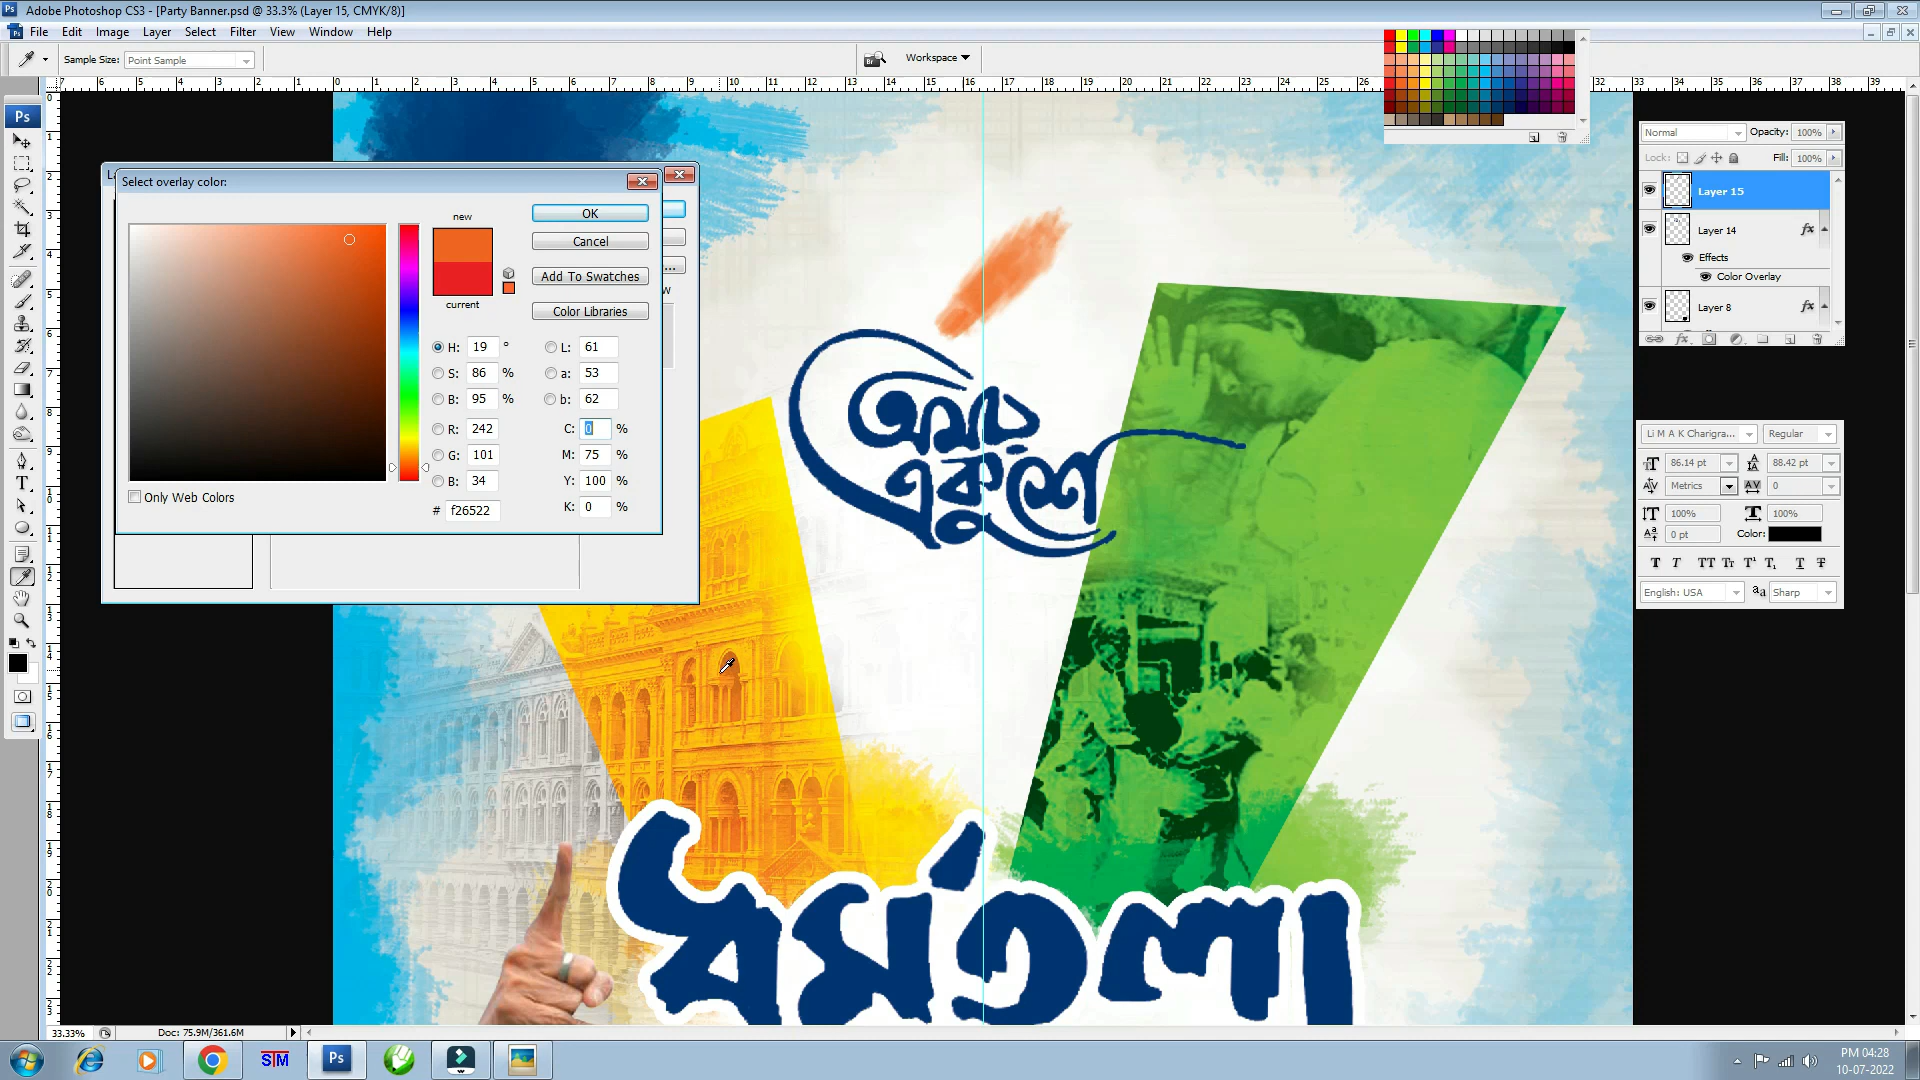 Adobe Photoshop CS3 - [Party Banner.psd @ 33.3% (Layer 15, CMYK/8)]
File Edit Image Layer Select Filter View Window Help
Sample Size: Point Sample
Workspace
Select overlay color:
new
current
OK
Cancel
Add To Swatches
Color Libraries
H: 19 °
S: 86 %
B: 95 %
R: 242
G: 101
B: 34
# f26522
L: 61
a: 53
b: 62
C: 0 %
M: 75 %
Y: 100 %
K: 0 %
Only Web Colors
Normal Opacity: 100%
Lock: Fill: 100%
Layer 15
Layer 14
Effects
Color Overlay
Layer 8
Li M A K Charigra... Regular
86.14 pt 88.42 pt
Metrics 0
100% 100%
0 pt Color:
English: USA Sharp
অমর
একুশে
ধর্মতলা
33.33% Doc: 75.9M/361.6M
STM
PM 04:28
10-07-2022